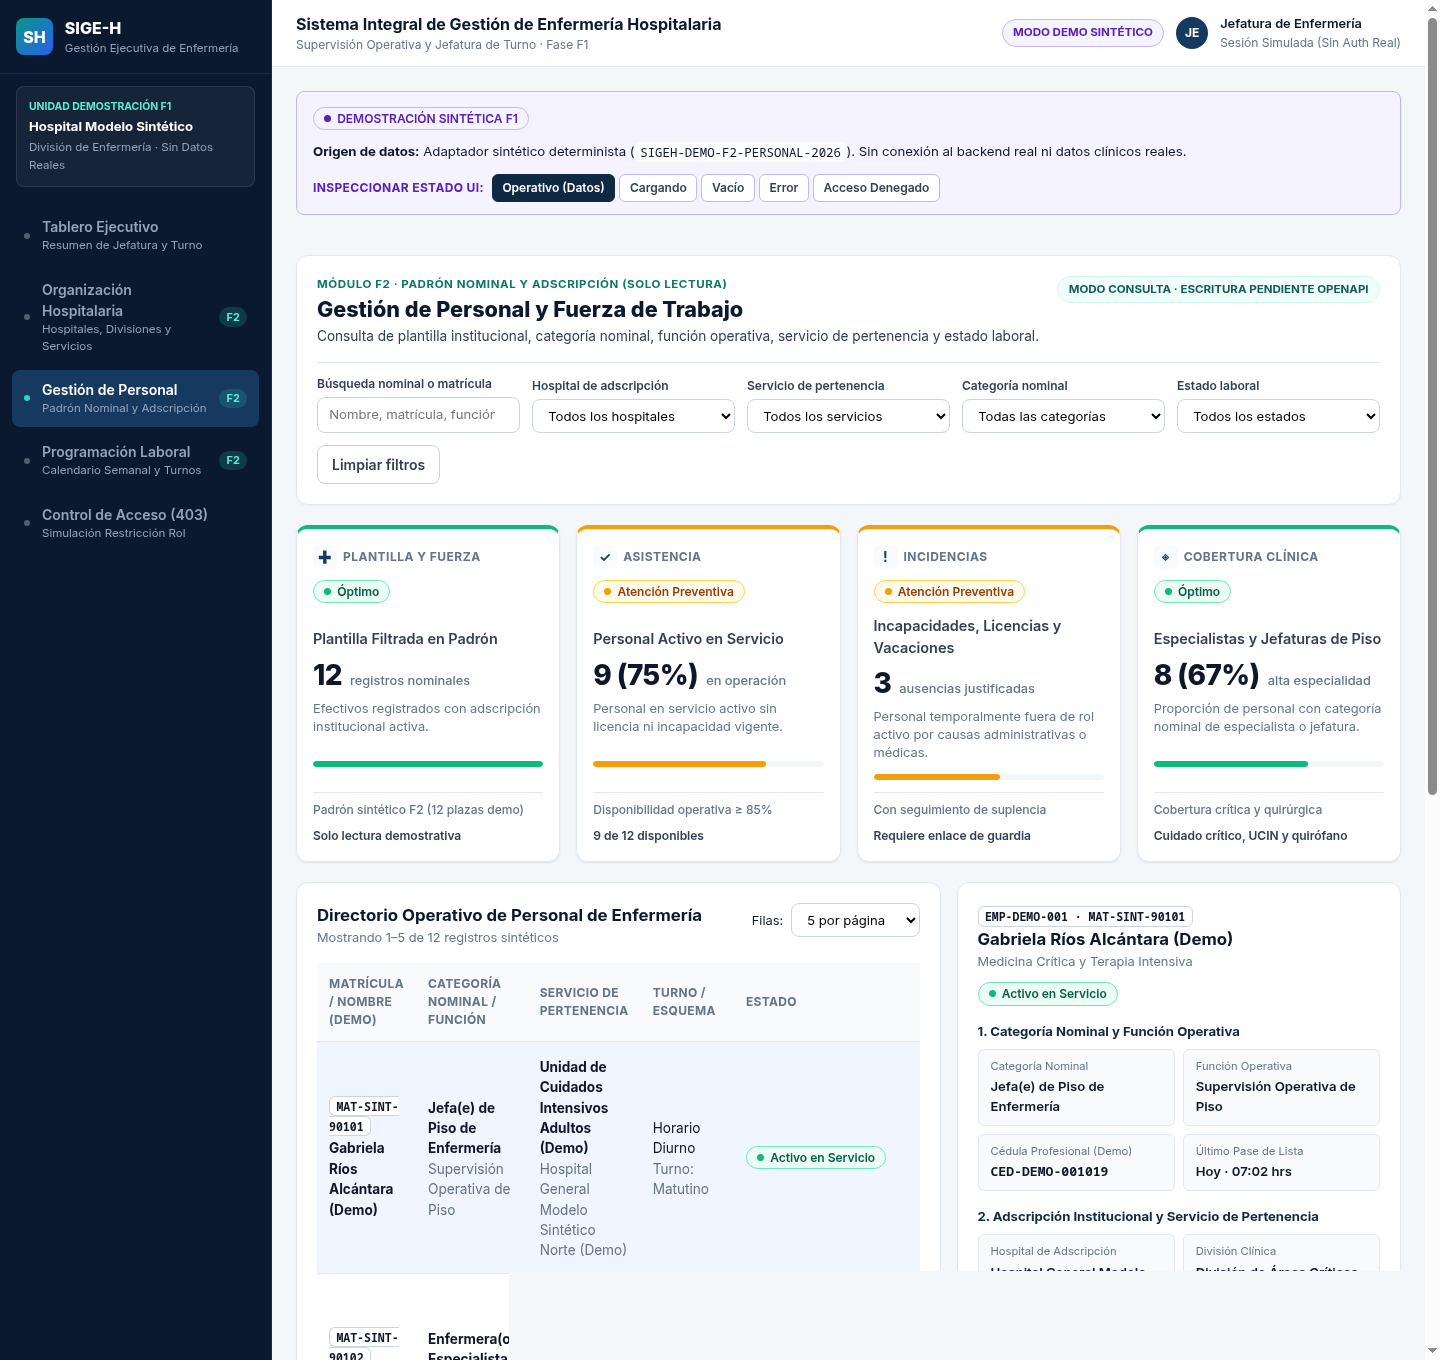 SH
SIGE-H
Gestión Ejecutiva de Enfermería
UNIDAD DEMOSTRACIÓN F1
Hospital Modelo Sintético
División de Enfermería · Sin Datos
Reales
Tablero Ejecutivo
Resumen de Jefatura y Turno
Organización
Hospitalaria
Hospitales, Divisiones y
Servicios
F2
Gestión de Personal
Padrón Nominal y Adscripción
F2
Programación Laboral
Calendario Semanal y Turnos
F2
Control de Acceso (403)
Simulación Restricción Rol
Sistema Integral de Gestión de Enfermería Hospitalaria
Supervisión Operativa y Jefatura de Turno · Fase F1
MODO DEMO SINTÉTICO
JE
Jefatura de Enfermería
Sesión Simulada (Sin Auth Real)
DEMOSTRACIÓN SINTÉTICA F1
Origen de datos: Adaptador sintético determinista ( SIGEH-DEMO-F2-PERSONAL-2026 ). Sin conexión al backend real ni datos clínicos reales.
INSPECCIONAR ESTADO UI: Operativo (Datos) Cargando Vacío Error Acceso Denegado
MÓDULO F2 · PADRÓN NOMINAL Y ADSCRIPCIÓN (SOLO LECTURA)
Gestión de Personal y Fuerza de Trabajo
Consulta de plantilla institucional, categoría nominal, función operativa, servicio de pertenencia y estado laboral.
MODO CONSULTA · ESCRITURA PENDIENTE OPENAPI
Búsqueda nominal o matrícula
Nombre, matrícula, funciór
Hospital de adscripción
Todos los hospitales
Servicio de pertenencia
Todos los servicios
Categoría nominal
Todas las categorías
Estado laboral
Todos los estados
Limpiar filtros
PLANTILLA Y FUERZA
Óptimo
Plantilla Filtrada en Padrón
12 registros nominales
Efectivos registrados con adscripción
institucional activa.
Padrón sintético F2 (12 plazas demo)
Solo lectura demostrativa
ASISTENCIA
Atención Preventiva
Personal Activo en Servicio
9 (75%) en operación
Personal en servicio activo sin
licencia ni incapacidad vigente.
Disponibilidad operativa ≥ 85%
9 de 12 disponibles
! INCIDENCIAS
Atención Preventiva
Incapacidades, Licencias y
Vacaciones
3 ausencias justificadas
Personal temporalmente fuera de rol
activo por causas administrativas o
médicas.
Con seguimiento de suplencia
Requiere enlace de guardia
COBERTURA CLÍNICA
Óptimo
Especialistas y Jefaturas de Piso
8 (67%) alta especialidad
Proporción de personal con categoría
nominal de especialista o jefatura.
Cobertura crítica y quirúrgica
Cuidado crítico, UCIN y quirófano
Directorio Operativo de Personal de Enfermería
Mostrando 1–5 de 12 registros sintéticos
Filas: 5 por página
MATRÍCULA
/ NOMBRE
(DEMO)
CATEGORÍA
NOMINAL /
FUNCIÓN
SERVICIO DE
PERTENENCIA
TURNO /
ESQUEMA
ESTADO
MAT-SINT-
90101
Gabriela
Ríos
Alcántara
(Demo)
Jefa(e) de
Piso de
Enfermería
Supervisión
Operativa de
Piso
Unidad de
Cuidados
Intensivos
Adultos
(Demo)
Hospital
General
Modelo
Sintético
Norte (Demo)
Horario
Diurno
Turno:
Matutino
Activo en Servicio
MAT-SINT-
90102
Enfermera(o
Especialista
EMP-DEMO-001 · MAT-SINT-90101
Gabriela Ríos Alcántara (Demo)
Medicina Crítica y Terapia Intensiva
Activo en Servicio
1. Categoría Nominal y Función Operativa
Categoría Nominal
Jefa(e) de Piso de
Enfermería
Función Operativa
Supervisión Operativa de
Piso
Cédula Profesional (Demo)
CED-DEMO-001019
Último Pase de Lista
Hoy · 07:02 hrs
2. Adscripción Institucional y Servicio de Pertenencia
Hospital de Adscripción
Hospital General Modelo
División Clínica
División de Áreas Críticas